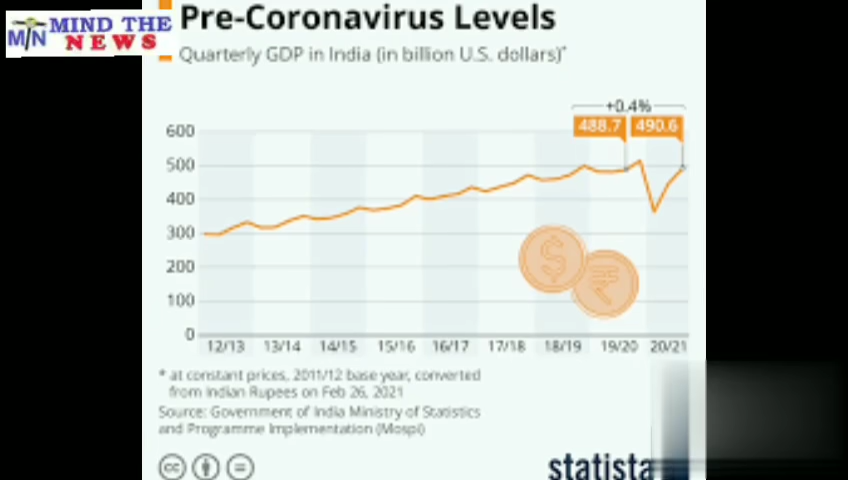 Pre-Coronavirus Levels
MIND THE
NEWS
MTN
Quarterly GDP in India (in billion U.S. dollars)*
+0.4%
488.7 490.6
600
500
400
300
200
100
0
$
₹
12/13 13/14 14/15 15/16 16/17 17/18 18/19 19/20 20/21
* at constant prices, 2011/12 base year, converted
from Indian Rupees on Feb 26, 2021
Source: Government of India Ministry of Statistics
and Programme Implementation (Mospi)
cc =
statista